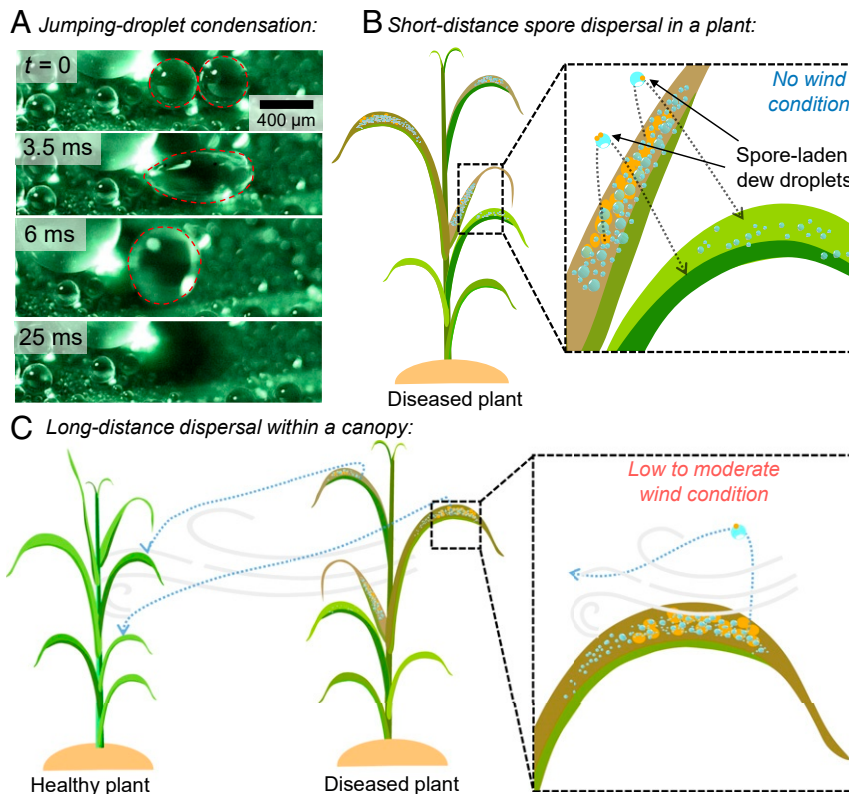 A Jumping-droplet condensation:
t = 0
400 µm
3.5 ms
6 ms
25 ms
B Short-distance spore dispersal in a plant:
No wind
condition
Spore-laden
dew droplets
Diseased plant
C Long-distance dispersal within a canopy:
Low to moderate
wind condition
Healthy plant
Diseased plant